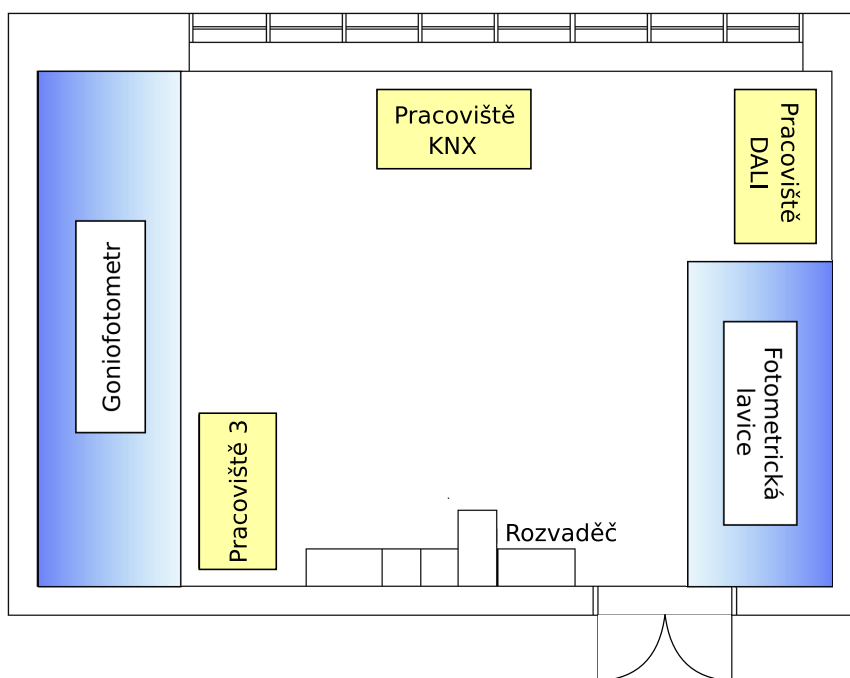 Pracoviště
KNX
Pracoviště
DALI
Goniofotometr
Fotometrická
lavice
Pracoviště 3
Rozvaděč